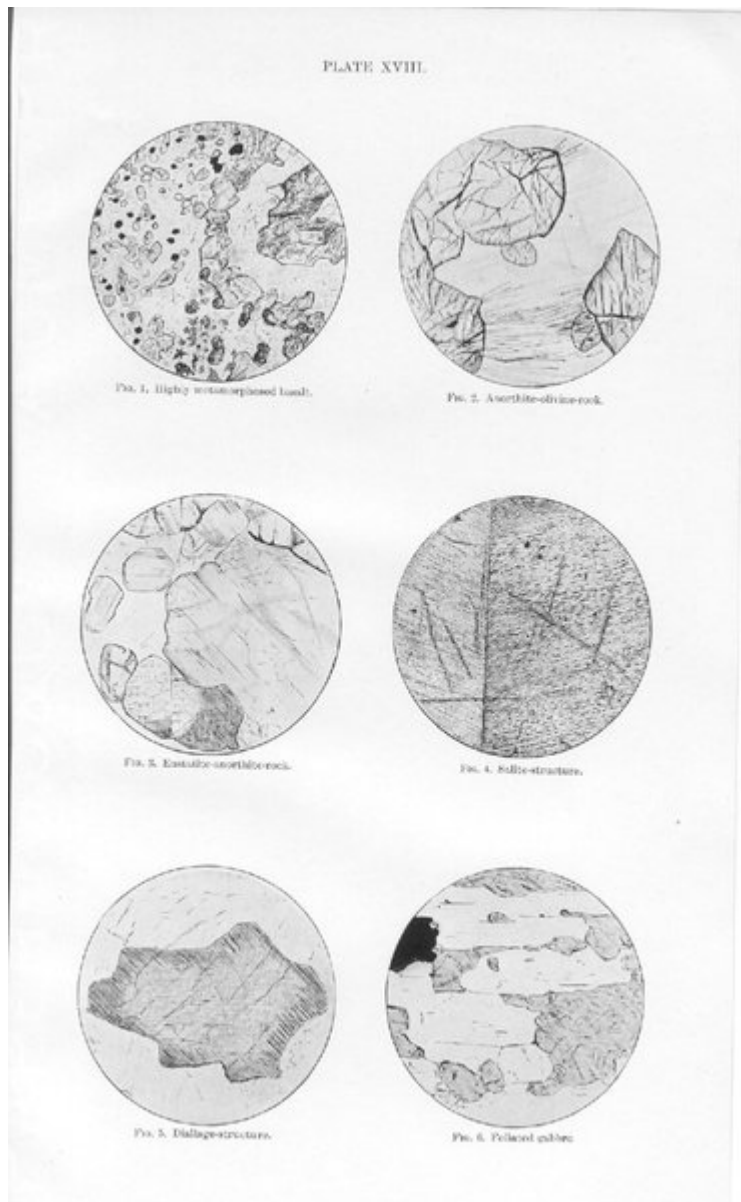 PLATE XVIII.
FIG. 1. Highly metamorphosed basalt.
FIG. 2. Anorthite-olivine-rock.
FIG. 3. Enstatite-anorthite-rock.
FIG. 4. Salite-structure.
FIG. 5. Diallage-structure.
FIG. 6. Foliated gabbro